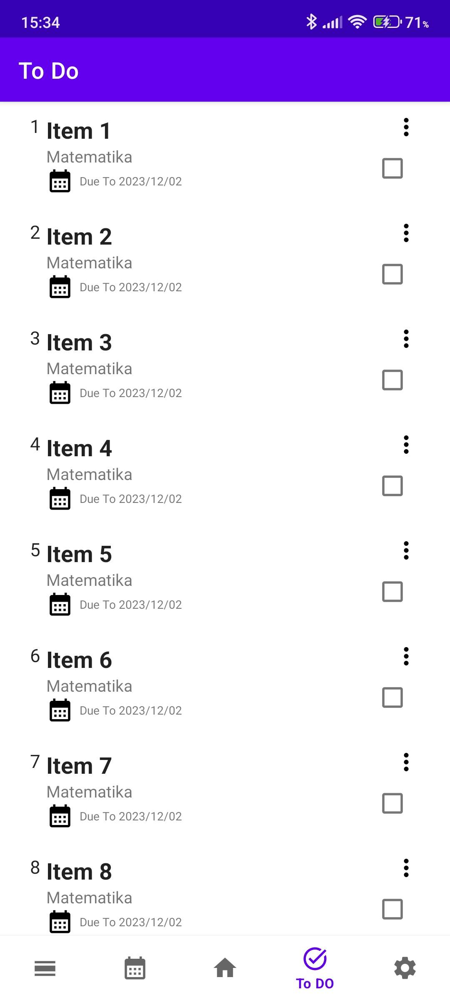 15:34 71%
To Do
1 Item 1
Matematika
Due To 2023/12/02
2 Item 2
Matematika
Due To 2023/12/02
3 Item 3
Matematika
Due To 2023/12/02
4 Item 4
Matematika
Due To 2023/12/02
5 Item 5
Matematika
Due To 2023/12/02
6 Item 6
Matematika
Due To 2023/12/02
7 Item 7
Matematika
Due To 2023/12/02
8 Item 8
Matematika
Due To 2023/12/02
To DO